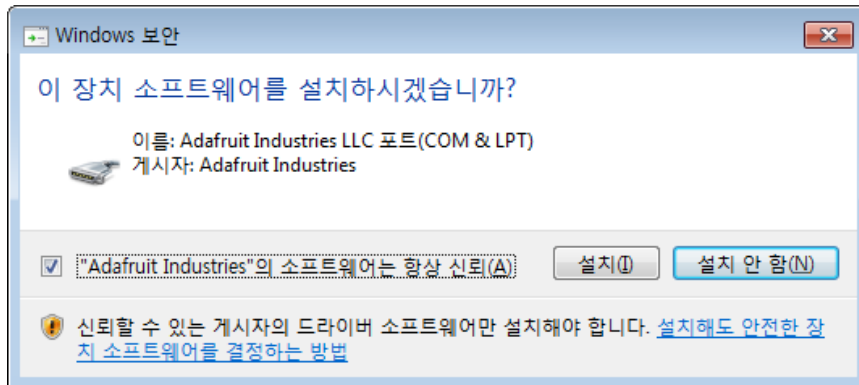 Windows 보안
이 장치 소프트웨어를 설치하시겠습니까?
이름: Adafruit Industries LLC 포트(COM & LPT)
게시자: Adafruit Industries
"Adafruit Industries"의 소프트웨어는 항상 신뢰(A)
설치(I)
설치 안 함(N)
신뢰할 수 있는 게시자의 드라이버 소프트웨어만 설치해야 합니다. 설치해도 안전한 장
치 소프트웨어를 결정하는 방법